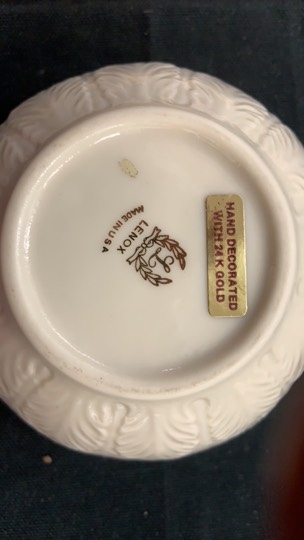 L
LENOX
MADE IN USA
HAND DECORATED
WITH 24 K GOLD